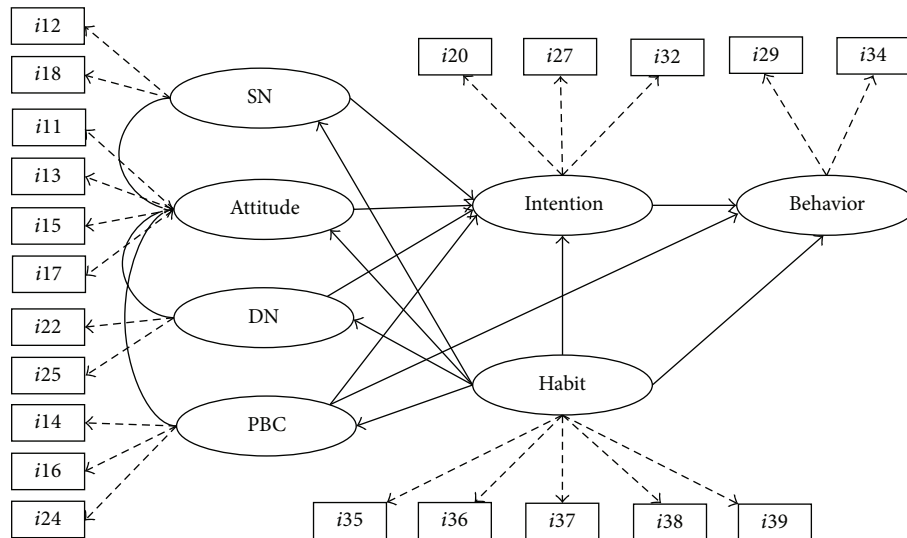 i12
i18
i11
i13
i15
i17
i22
i25
i14
i16
i24
SN
Attitude
DN
PBC
i20
i27
i32
i29
i34
Intention
Behavior
Habit
i35
i36
i37
i38
i39